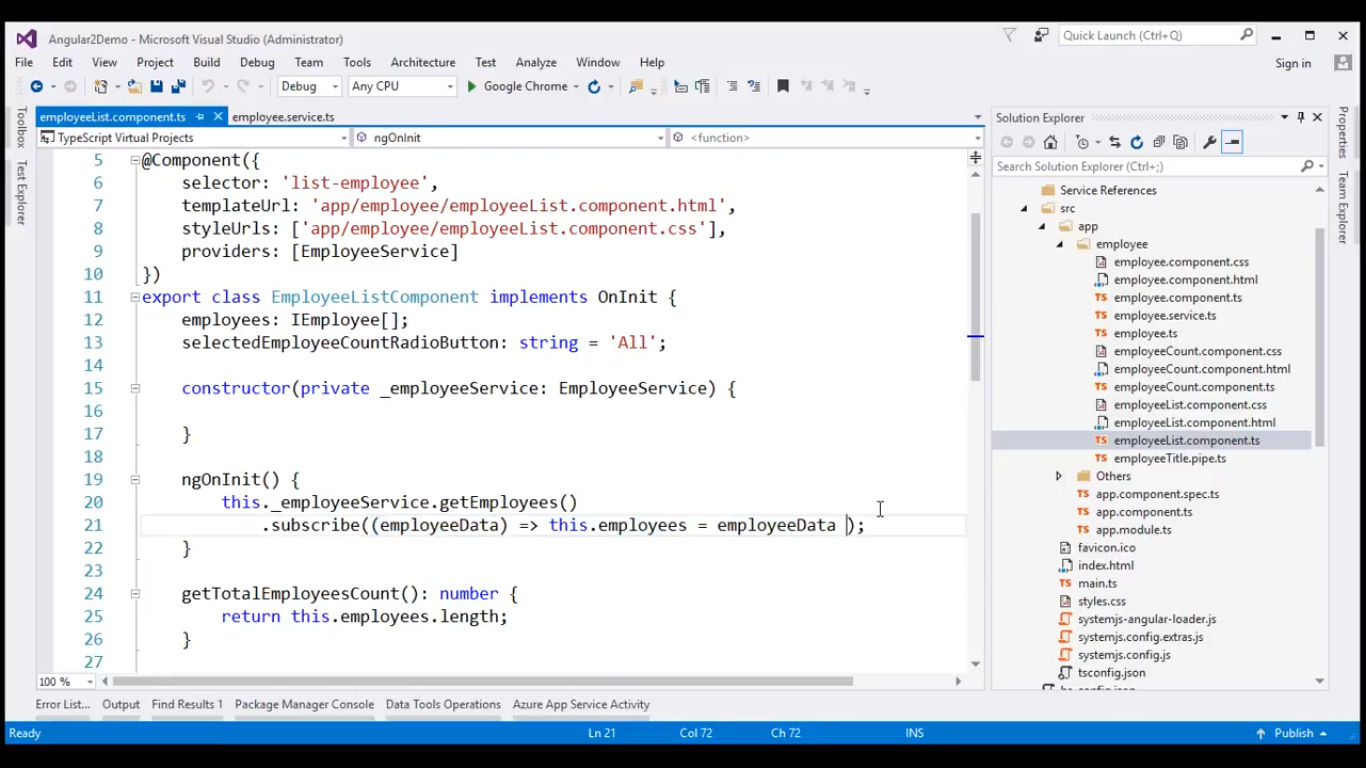 Angular2Demo - Microsoft Visual Studio (Administrator)
Quick Launch (Ctrl+Q)
File Edit View Project Build Debug Team Tools Architecture Test Analyze Window Help
Sign in
Debug Any CPU Google Chrome
employeeList.component.ts employee.service.ts
TypeScript Virtual Projects ngOnInit <function>
Toolbox
Test Explorer
5 @Component({
6 selector: 'list-employee',
7 templateUrl: 'app/employee/employeeList.component.html',
8 styleUrls: ['app/employee/employeeList.component.css'],
9 providers: [EmployeeService]
10 })
11 export class EmployeeListComponent implements OnInit {
12 employees: IEmployee[];
13 selectedEmployeeCountRadioButton: string = 'All';
14
15 constructor(private _employeeService: EmployeeService) {
16
17 }
18
19 ngOnInit() {
20 this._employeeService.getEmployees()
21 .subscribe((employeeData) => this.employees = employeeData );
22 }
23
24 getTotalEmployeesCount(): number {
25 return this.employees.length;
26 }
27
100 %
Solution Explorer
Search Solution Explorer (Ctrl+;)
Service References
src
app
employee
employee.component.css
employee.component.html
employee.component.ts
employee.service.ts
employee.ts
employeeCount.component.css
employeeCount.component.html
employeeCount.component.ts
employeeList.component.css
employeeList.component.html
employeeList.component.ts
employeeTitle.pipe.ts
Others
app.component.spec.ts
app.component.ts
app.module.ts
favicon.ico
index.html
main.ts
styles.css
systemjs-angular-loader.js
systemjs.config.extras.js
systemjs.config.js
tsconfig.json
Properties
Team Explorer
Error List... Output Find Results 1 Package Manager Console Data Tools Operations Azure App Service Activity
Ready Ln 21 Col 72 Ch 72 INS Publish